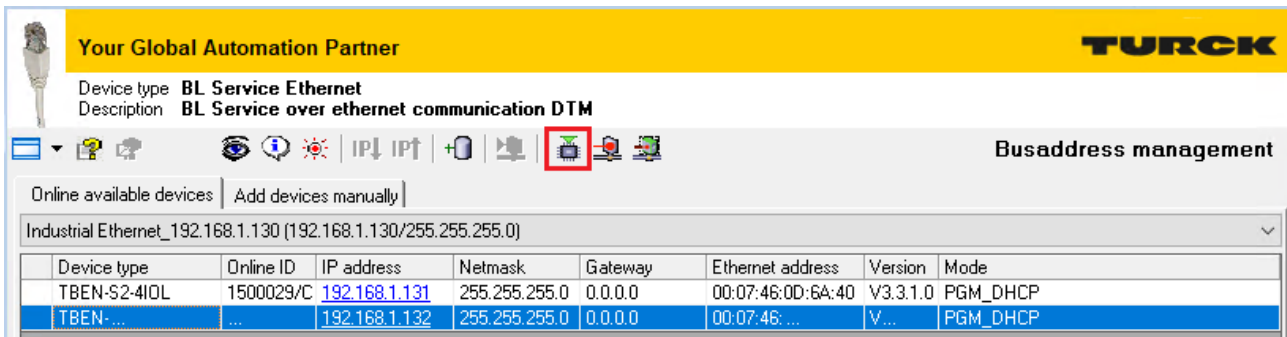 Your Global Automation Partner
TURCK
Device type BL Service Ethernet
Description BL Service over ethernet communication DTM
IP IP
Busaddress management
Online available devices Add devices manually
Industrial Ethernet_192.168.1.130 (192.168.1.130/255.255.255.0)
Device type Online ID IP address Netmask Gateway Ethernet address Version Mode
TBEN-S2-4IOL 1500029/C 192.168.1.131 255.255.255.0 0.0.0.0 00:07:46:0D:6A:40 V3.3.1.0 PGM_DHCP
TBEN-... ... 192.168.1.132 255.255.255.0 0.0.0.0 00:07:46: ... V... PGM_DHCP